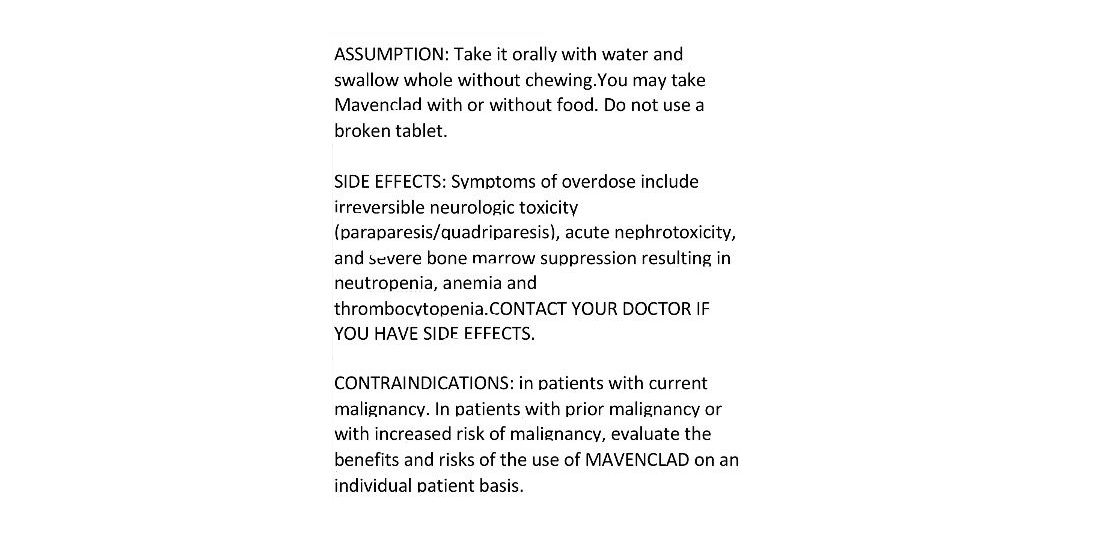 ASSUMPTION: Take it orally with water and
swallow whole without chewing.You may take
Mavenclad with or without food. Do not use a
broken tablet.
SIDE EFFECTS: Symptoms of overdose include
irreversible neurologic toxicity
(paraparesis/quadriparesis), acute nephrotoxicity,
and severe bone marrow suppression resulting in
neutropenia, anemia and
thrombocytopenia.CONTACT YOUR DOCTOR IF
YOU HAVE SIDE EFFECTS.
CONTRAINDICATIONS: in patients with current
malignancy. In patients with prior malignancy or
with increased risk of malignancy, evaluate the
benefits and risks of the use of MAVENCLAD on an
individual patient basis.